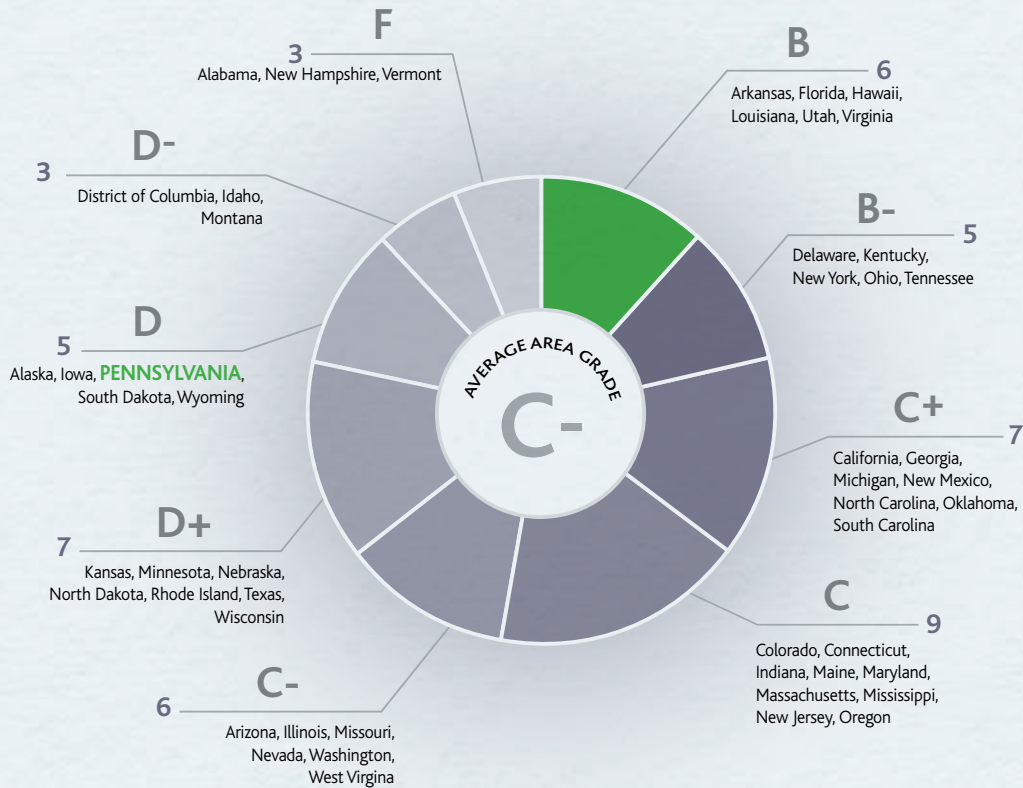 F
3
Alabama, New Hampshire, Vermont
B
6
Arkansas, Florida, Hawaii,
Louisiana, Utah, Virginia
D-
3
District of Columbia, Idaho,
Montana
B-
5
Delaware, Kentucky,
New York, Ohio, Tennessee
D
5
Alaska, Iowa, PENNSYLVANIA,
South Dakota, Wyoming
AVERAGE AREA GRADE
C-
C+
7
California, Georgia,
Michigan, New Mexico,
North Carolina, Oklahoma,
South Carolina
D+
7
Kansas, Minnesota, Nebraska,
North Dakota, Rhode Island, Texas,
Wisconsin
C
9
Colorado, Connecticut,
Indiana, Maine, Maryland,
Massachusetts, Mississippi,
New Jersey, Oregon
C-
6
Arizona, Illinois, Missouri,
Nevada, Washington,
West Virgina